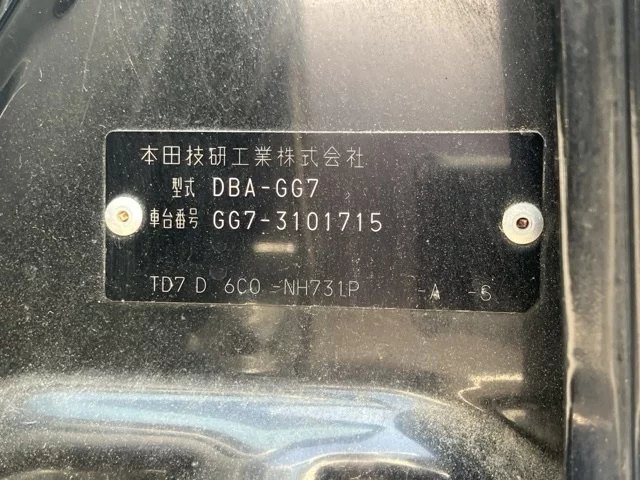 本田技研工業株式会社
型式 DBA-GG7
車台番号 GG7-3101715
TD7 D 6C0 -NH731P -A -S